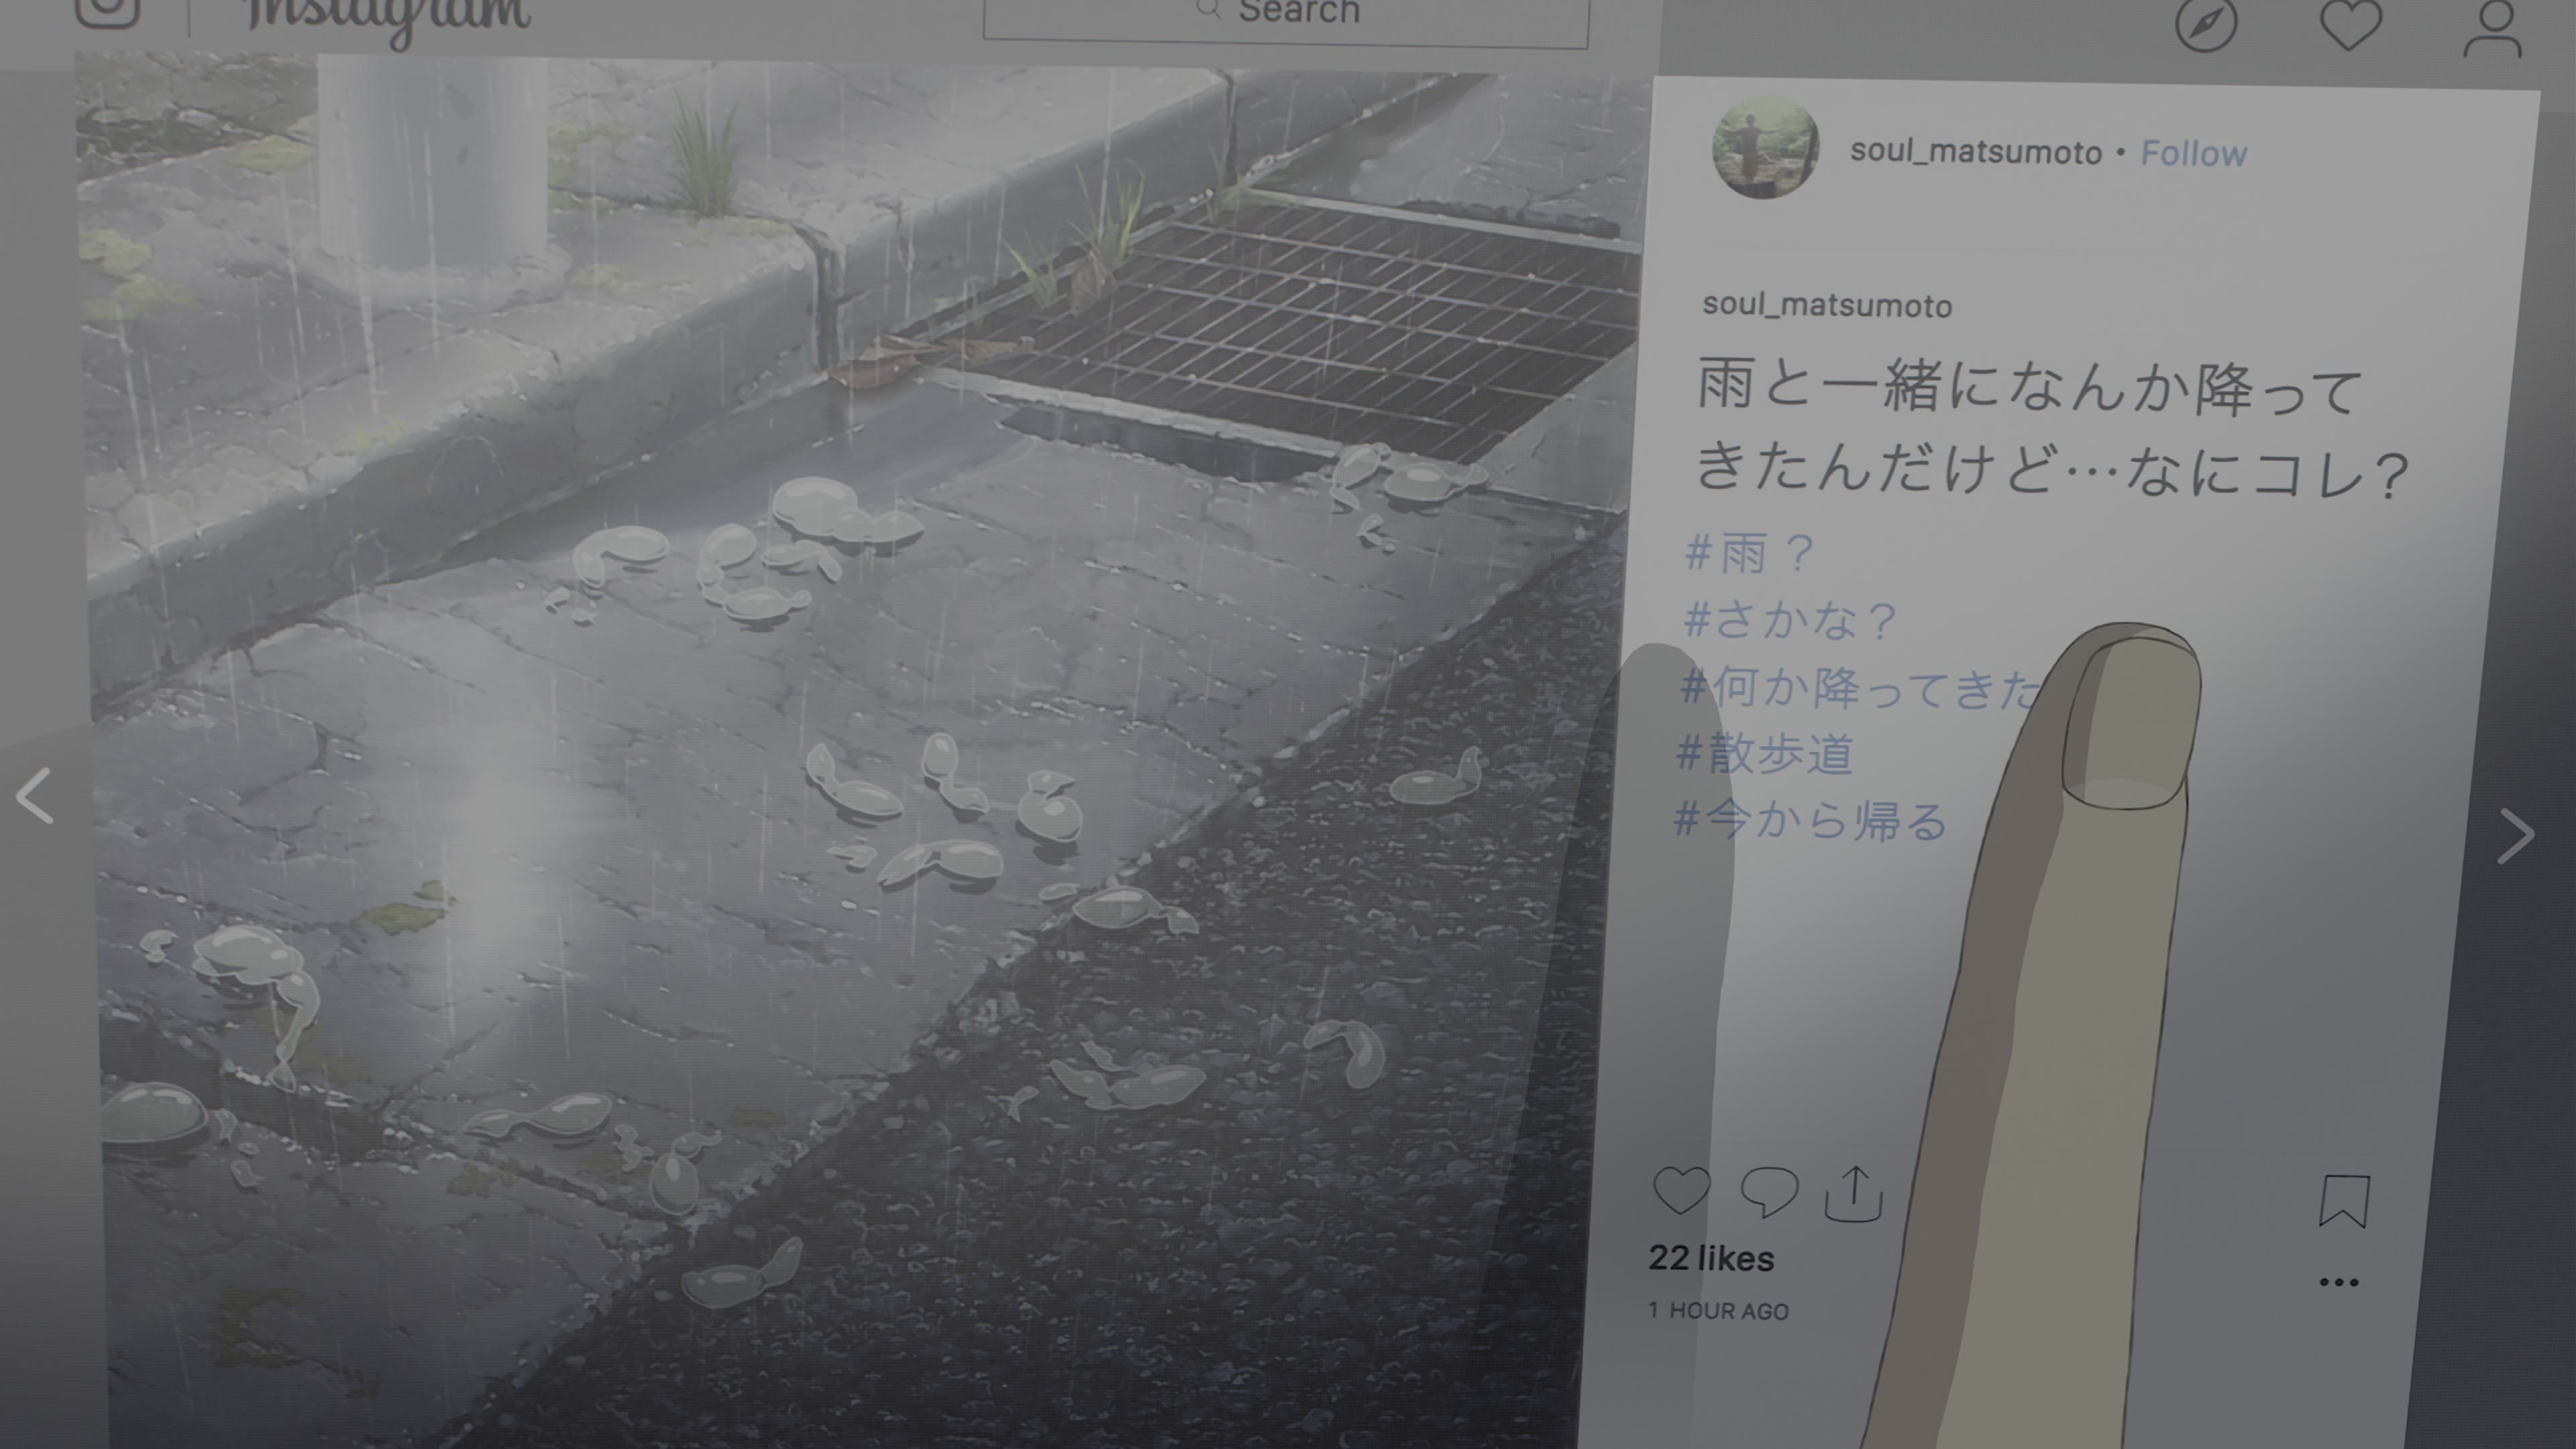 Instagram
Search
soul_matsumoto • Follow
soul_matsumoto
雨と一緒になんか降って
きたんだけど…なにコレ？
#雨？
#さかな？
#何か降ってきた
#散歩道
#今から帰る
22 likes
1 HOUR AGO